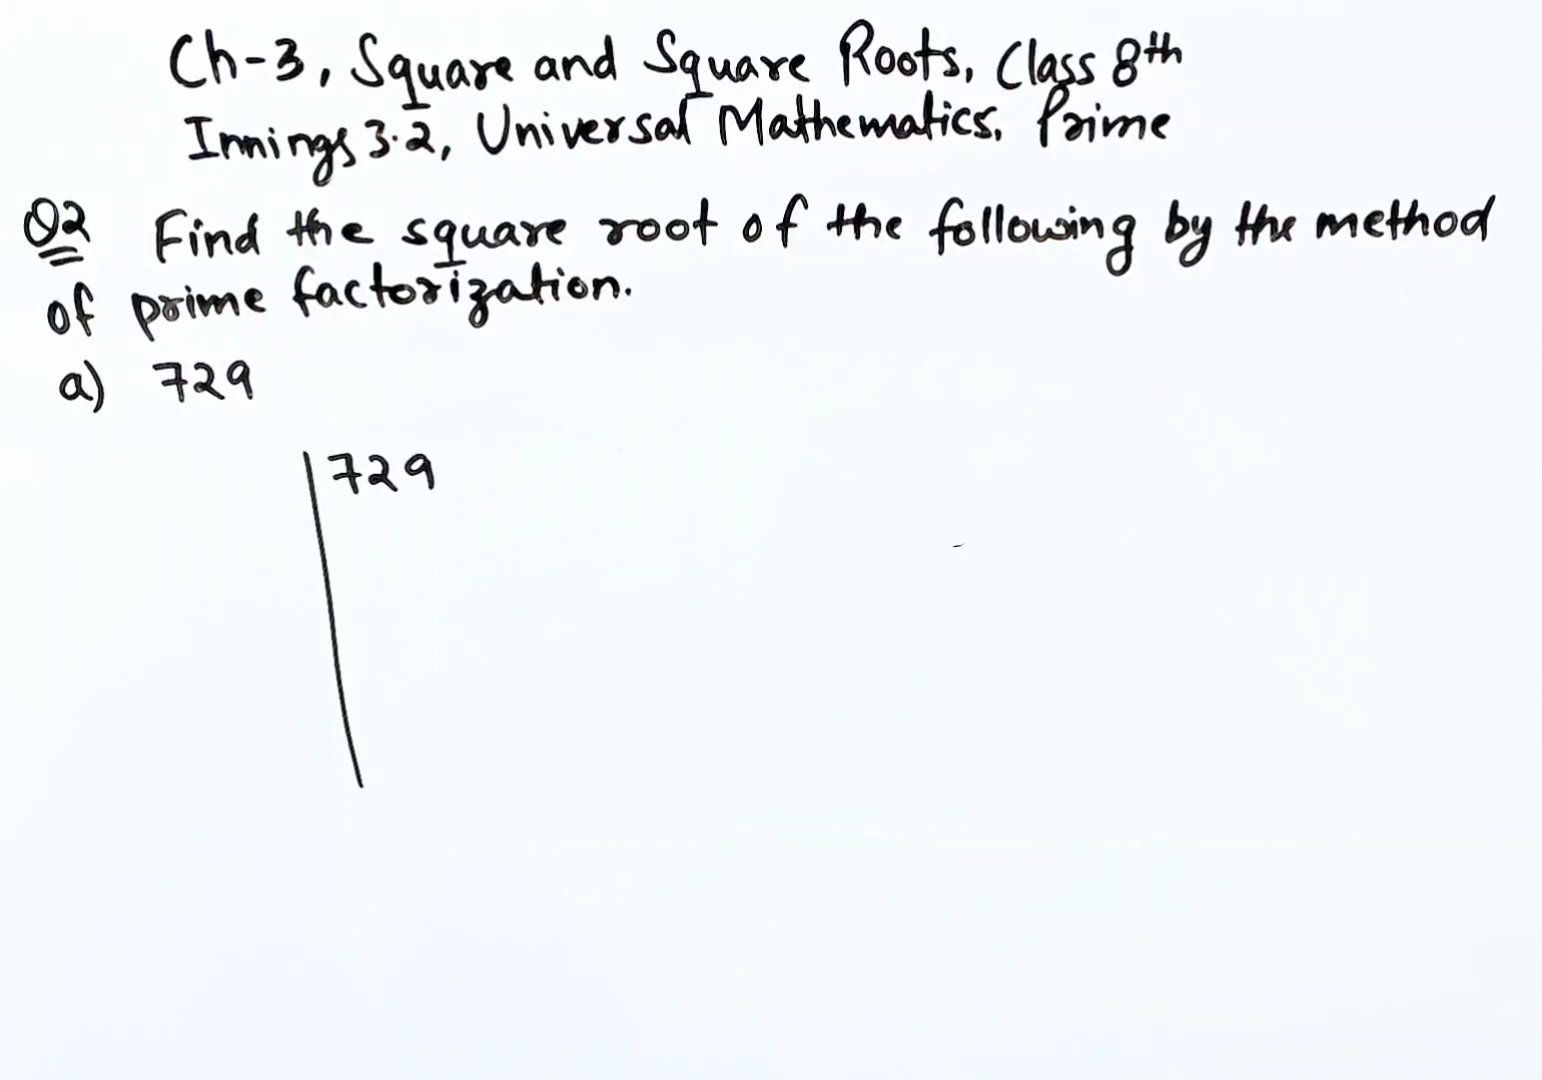 Ch-3, Square and Square Roots, Class 8th
Innings 3.2, Universal Mathematics, Prime
Q2 Find the square root of the following by the method
of prime factorization.
a) 729
729